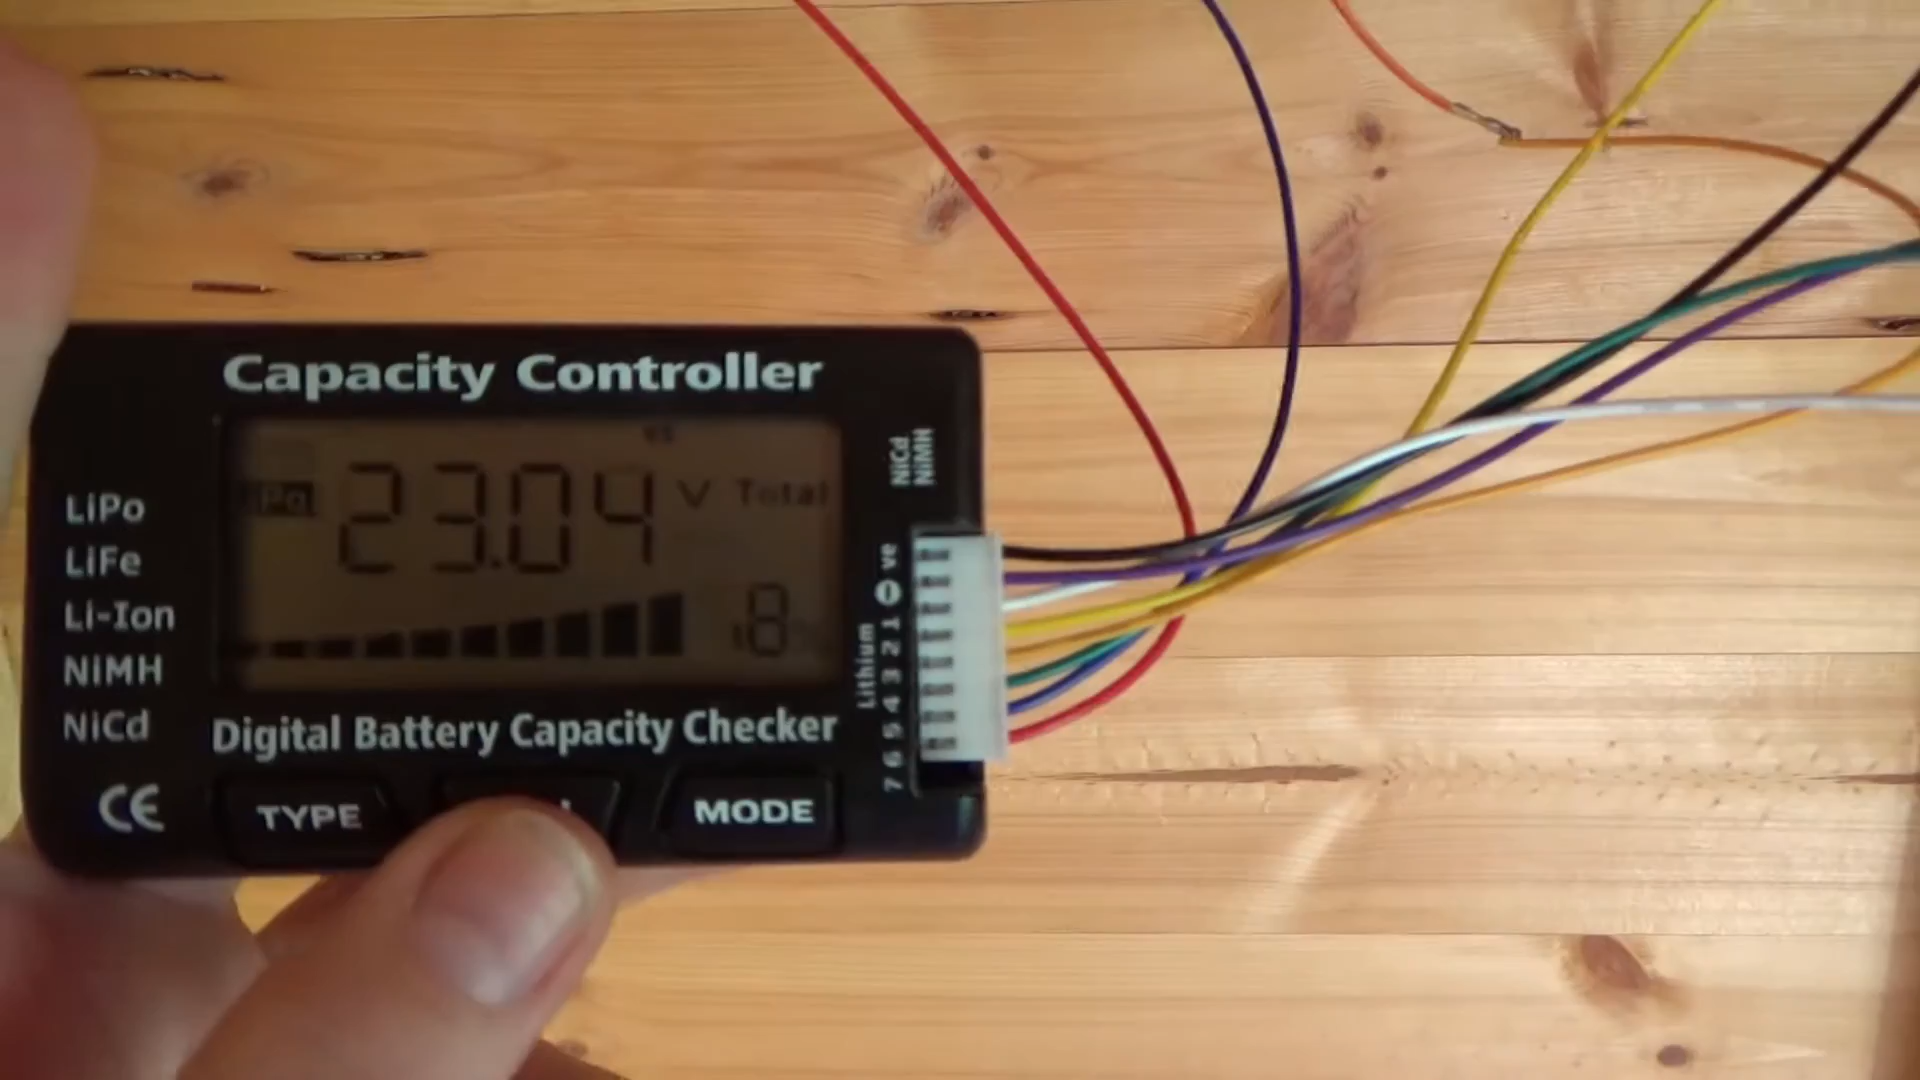 Capacity Controller
23.04 V Total
8
LiPo
LiFe
Li-Ion
NiMH
NiCd
Digital Battery Capacity Checker
CE
TYPE
MODE
NiCd
NiMH
Lithium
7 6 5 4 3 2 1 ⊖ ve